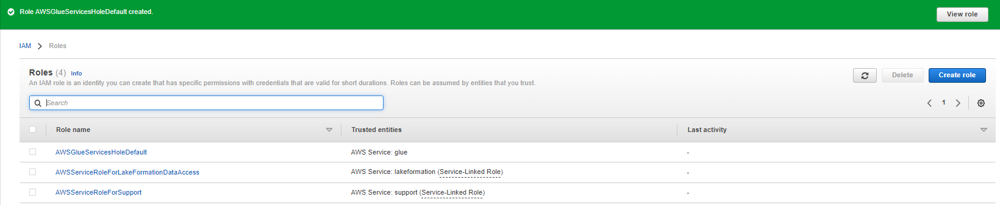 Role AWSGlueServicesHoleDefault created.
View role
IAM Roles
Roles (4) Info
An IAM role is an identity you can create that has specific permissions with credentials that are valid for short durations. Roles can be assumed by entities that you trust.
Delete
Create role
Search
1
Role name Trusted entities Last activity
AWSGlueServicesHoleDefault AWS Service: glue -
AWSServiceRoleForLakeFormationDataAccess AWS Service: lakeformation (Service-Linked Role) -
AWSServiceRoleForSupport AWS Service: support (Service-Linked Role) -